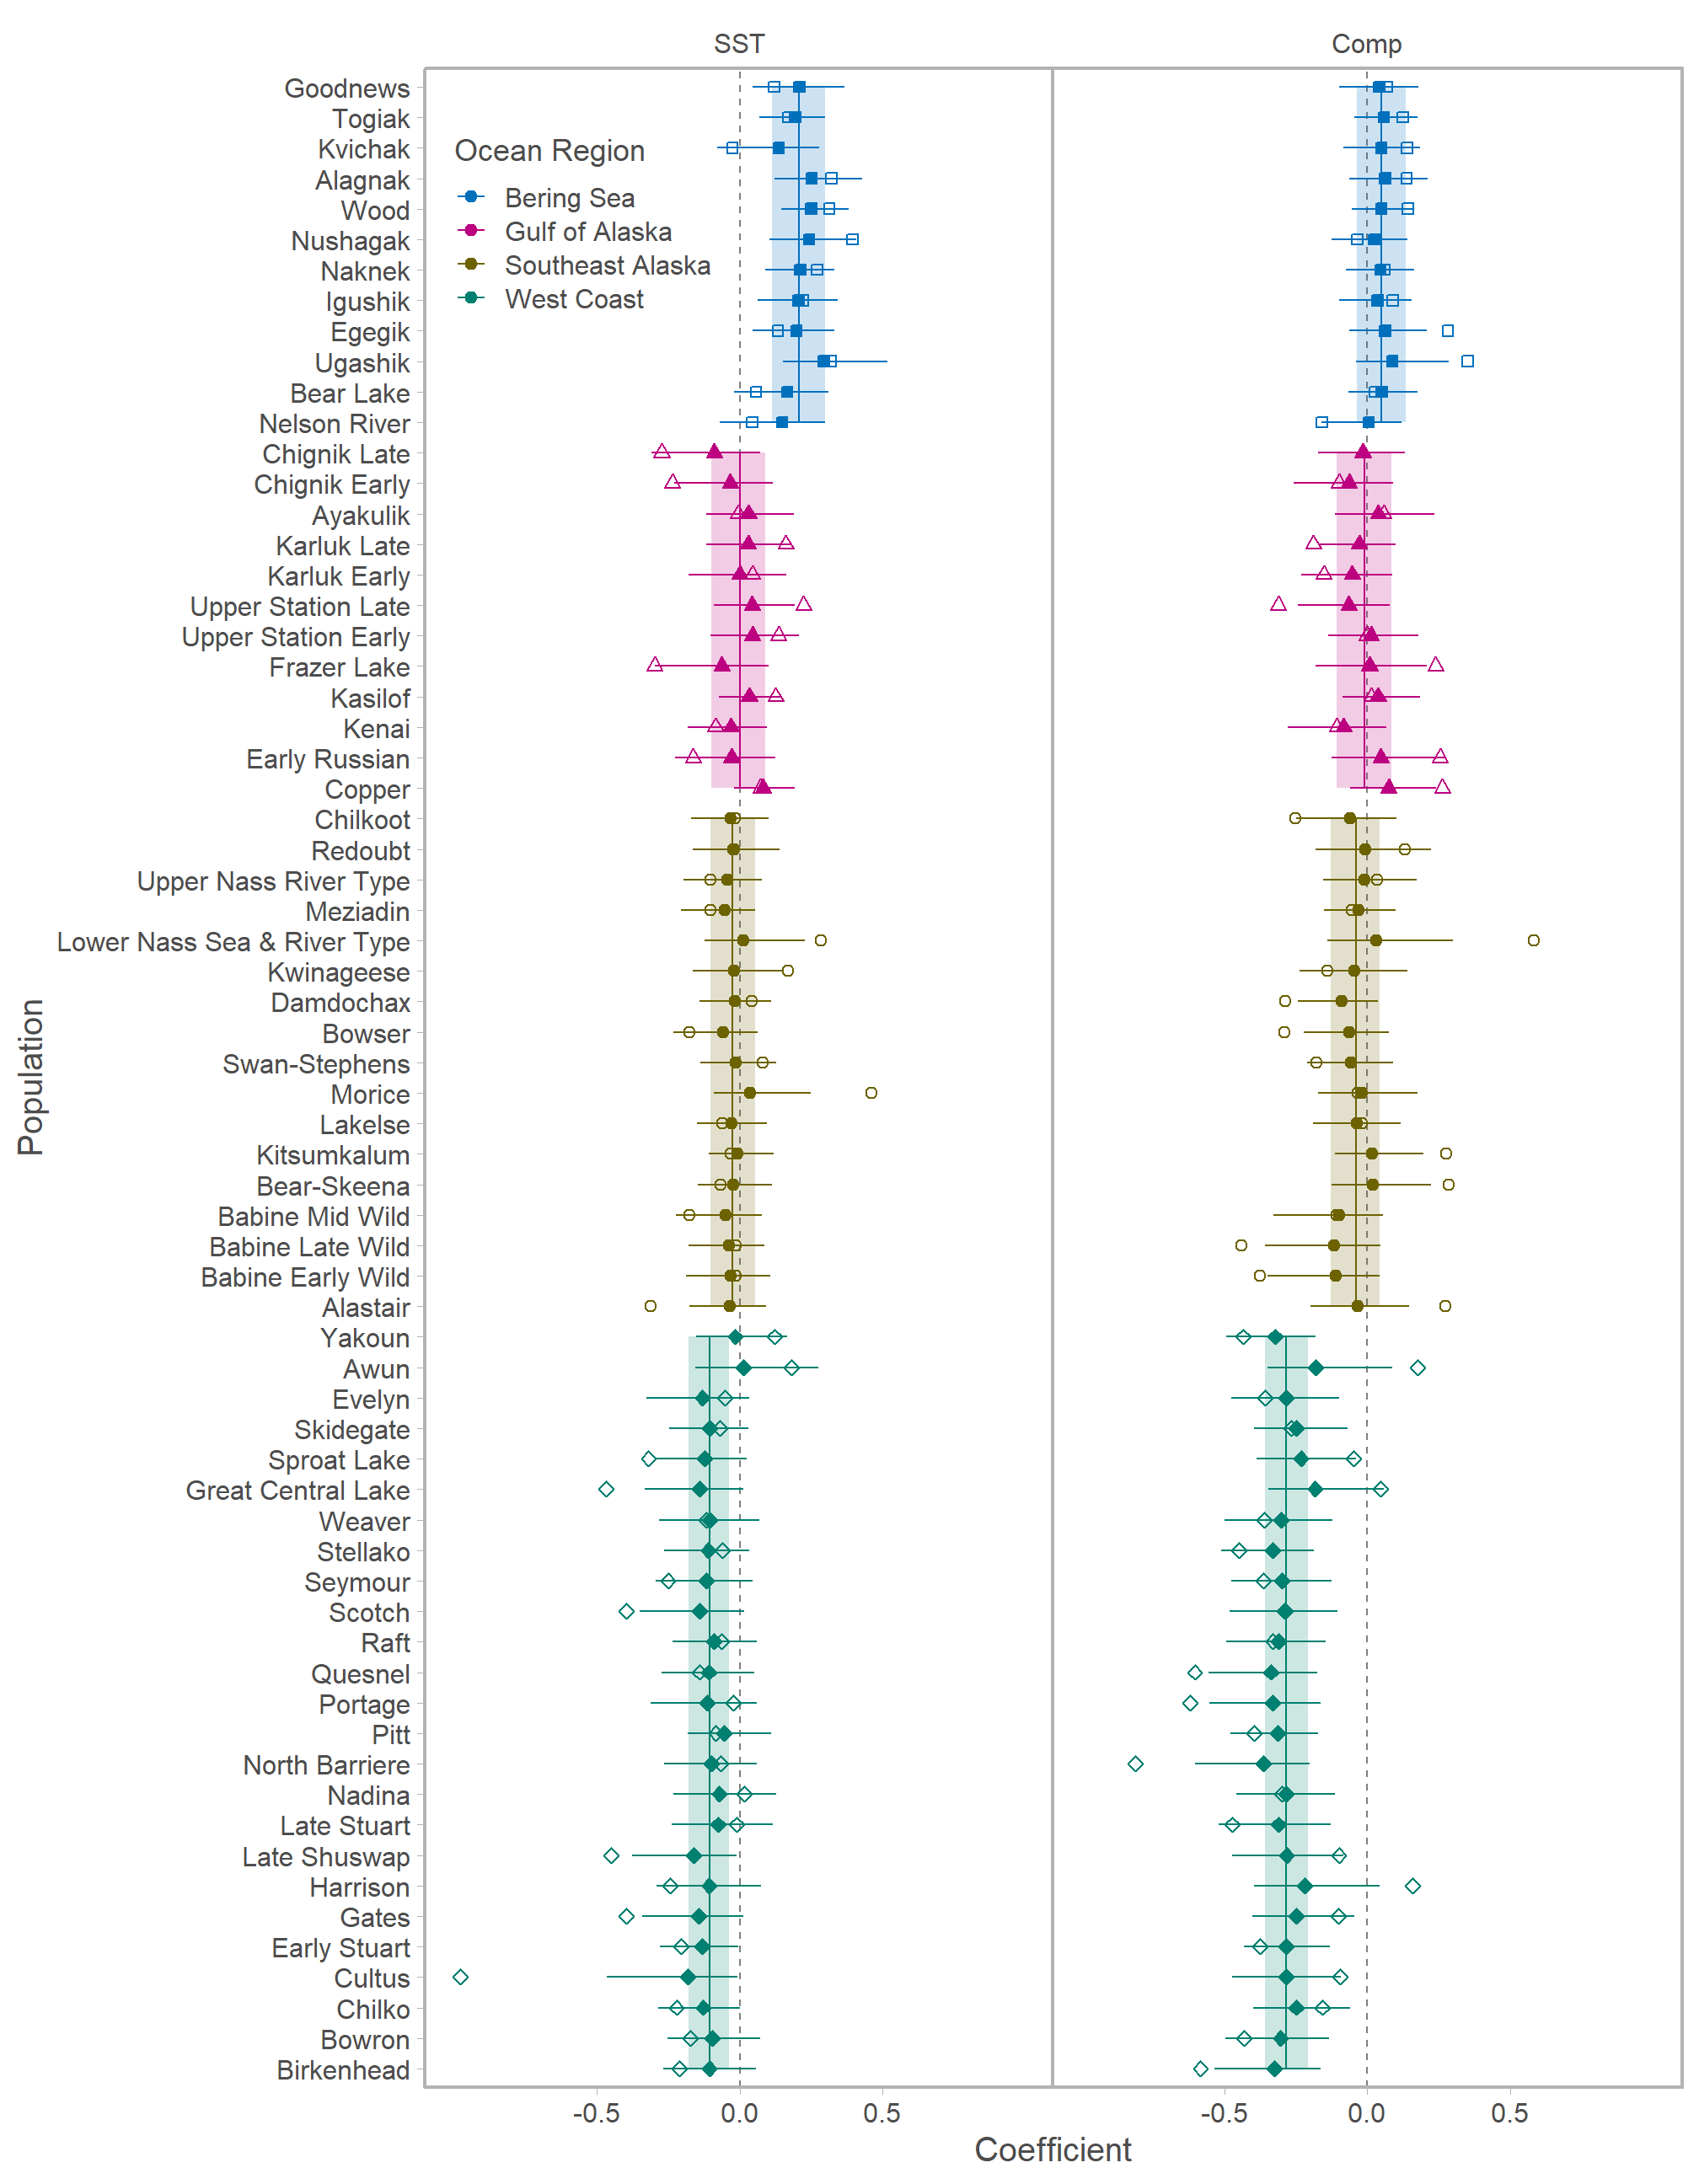 SST Comp
Goodnews
Togiak
Kvichak
Alagnak
Wood
Nushagak
Naknek
Igushik
Egegik
Ugashik
Bear Lake
Nelson River
Chignik Late
Chignik Early
Ayakulik
Karluk Late
Karluk Early
Upper Station Late
Upper Station Early
Frazer Lake
Kasilof
Kenai
Early Russian
Copper
Chilkoot
Redoubt
Upper Nass River Type
Meziadin
Lower Nass Sea & River Type
Kwinageese
Damdochax
Bowser
Swan-Stephens
Morice
Lakelse
Kitsumkalum
Bear-Skeena
Babine Mid Wild
Babine Late Wild
Babine Early Wild
Alastair
Yakoun
Awun
Evelyn
Skidegate
Sproat Lake
Great Central Lake
Weaver
Stellako
Seymour
Scotch
Raft
Quesnel
Portage
Pitt
North Barriere
Nadina
Late Stuart
Late Shuswap
Harrison
Gates
Early Stuart
Cultus
Chilko
Bowron
Birkenhead
Population
Ocean Region
Bering Sea
Gulf of Alaska
Southeast Alaska
West Coast
-0.5 0.0 0.5 -0.5 0.0 0.5
Coefficient